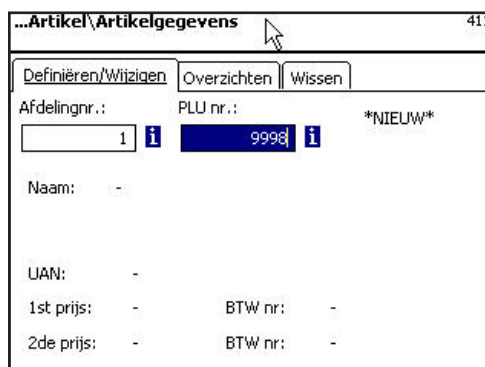 ...Artikel\Artikelgegevens
Definiëren/Wijzigen Overzichten Wissen
Afdelingnr.: PLU nr.: *NIEUW*
1 i 9998 i
Naam: -
UAN: -
1st prijs: - BTW nr: -
2de prijs: - BTW nr: -